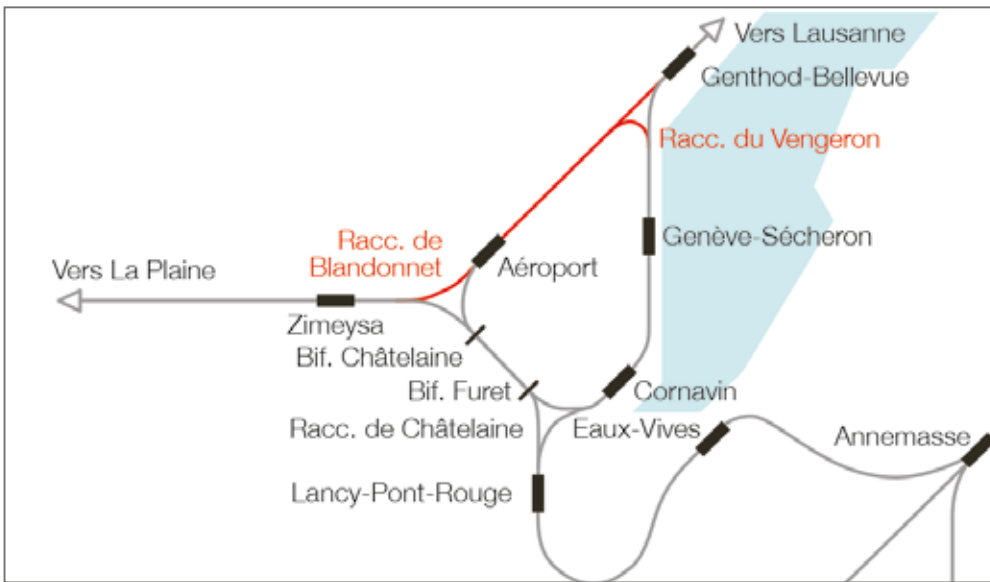 Vers Lausanne
Genthod-Bellevue
Racc. du Vengeron
Racc. de
Blandonnet
Genève-Sécheron
Aéroport
Vers La Plaine
Zimeysa
Bif. Châtelaine
Bif. Furet
Cornavin
Racc. de Châtelaine
Eaux-Vives
Annemasse
Lancy-Pont-Rouge